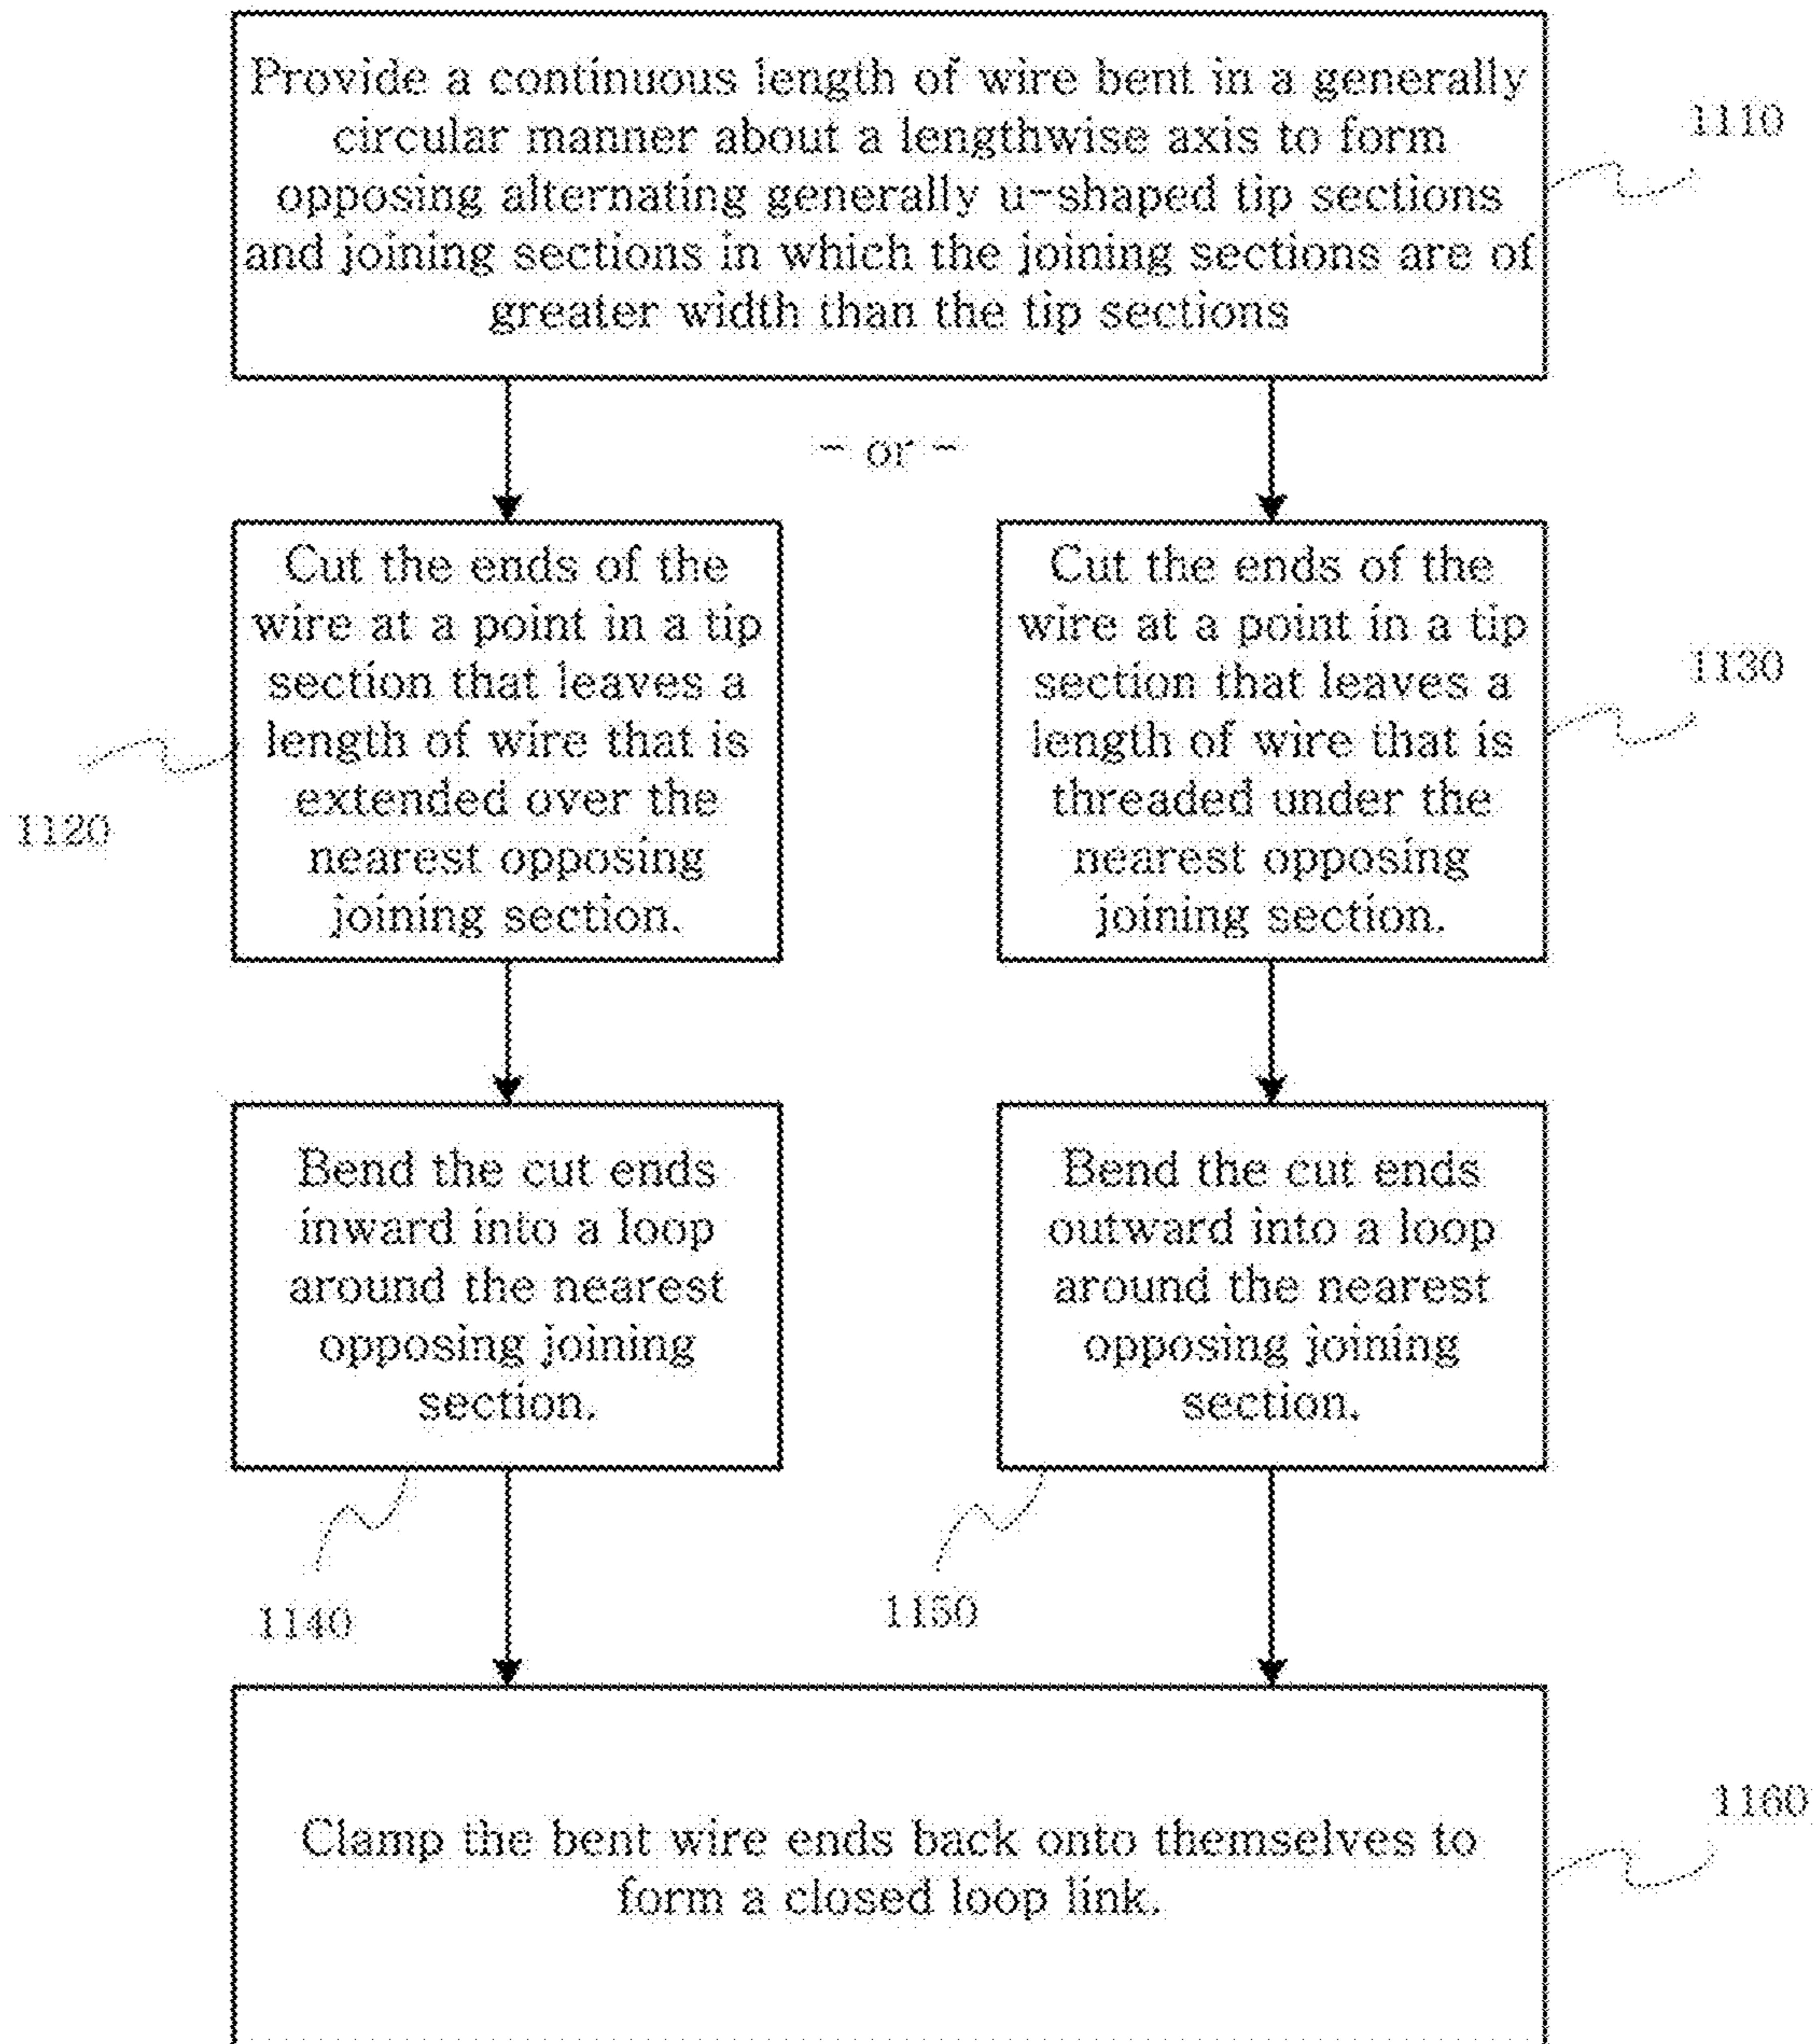 Provide a continuous length of wire bent in a generally
circular manner about a lengthwise axis to form
opposing alternating generally u-shaped tip sections
and joining sections in which the joining sections are of
greater width than the tip sections
1110
- or -
Cut the ends of the
wire at a point in a tip
section that leaves a
length of wire that is
extended over the
nearest opposing
joining section.
1120
Cut the ends of the
wire at a point in a tip
section that leaves a
length of wire that is
threaded under the
nearest opposing
joining section.
1130
Bend the cut ends
inward into a loop
around the nearest
opposing joining
section.
1140
Bend the cut ends
outward into a loop
around the nearest
opposing joining
section.
1150
Clamp the bent wire ends back onto themselves to
form a closed loop link.
1160